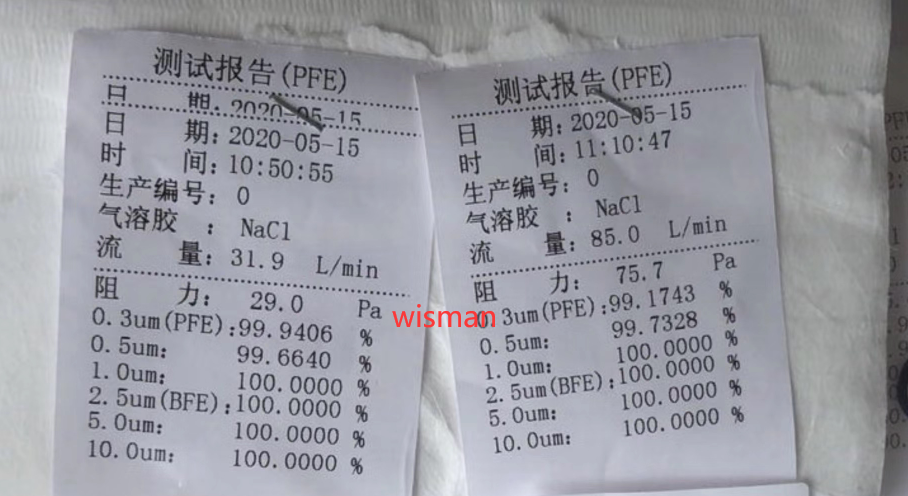 测试报告(PFE)
日 期: 2020-05-15
日 期: 2020-05-15
时 间: 10:50:55
生产编号: 0
气溶胶 : NaCl
流 量: 31.9 L/min
阻 力: 29.0 Pa
0.3um(PFE):99.9406 %
0.5um: 99.6640 %
1.0um: 100.0000 %
2.5um(BFE):100.0000 %
5.0um: 100.0000 %
10.0um: 100.0000 %
测试报告(PFE)
日 期: 2020-05-15
时 间: 11:10:47
生产编号: 0
气溶胶 : NaCl
流 量: 85.0 L/min
阻 力: 75.7 Pa
0.3um(PFE):99.1743 %
0.5um: 99.7328 %
1.0um: 100.0000 %
2.5um(BFE):100.0000 %
5.0um: 100.0000 %
10.0um: 100.0000 %
wisman